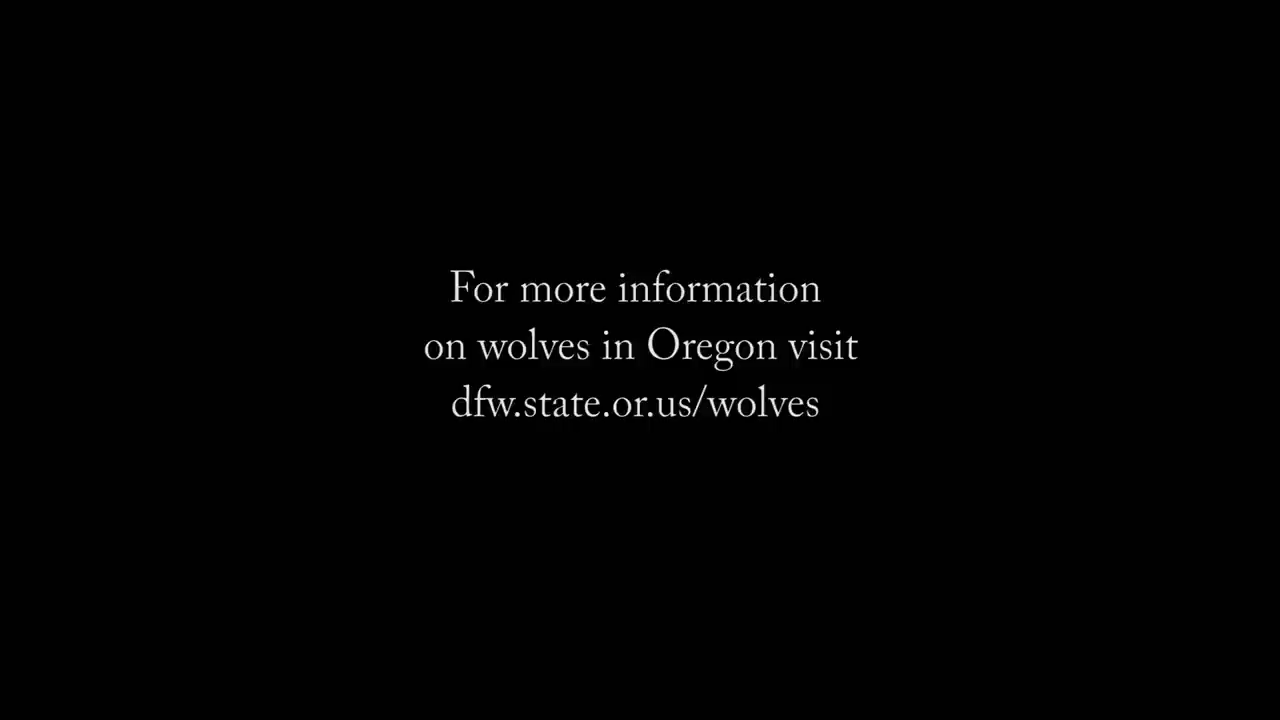 For more information
on wolves in Oregon visit
dfw.state.or.us/wolves